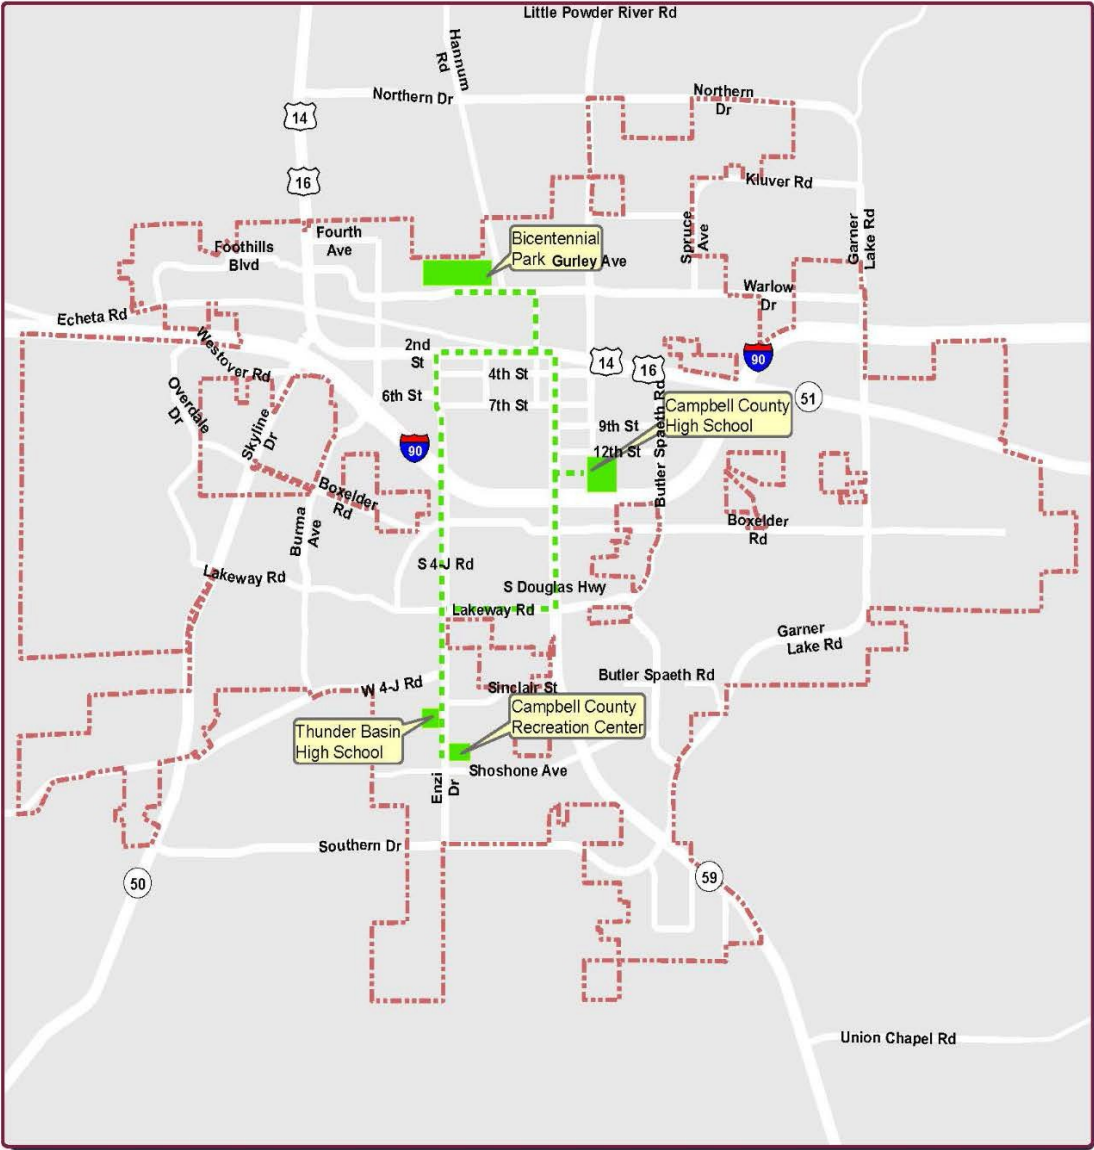 Little Powder River Rd
Hannum
Rd
Northern Dr
Northern
Dr
14
16
Kluver Rd
Spruce
Ave
Garner
Lake Rd
Foothills
Blvd
Fourth
Ave
Bicentennial
Park
Gurley Ave
Warlow
Dr
Echeta Rd
Westover Rd
2nd
St
14
16
90
4th St
51
Overdale
Dr
Skyline
Dr
6th St
7th St
Butler Spaeth Rd
Campbell County
High School
9th St
12th St
90
Boxelder
Rd
Burma
Ave
Boxelder
Rd
S 4-J Rd
Lakeway Rd
S Douglas Hwy
Lakeway Rd
Garner
Lake Rd
W 4-J Rd
Sinclair St
Butler Spaeth Rd
Thunder Basin
High School
Campbell County
Recreation Center
Enzi
Dr
Shoshone Ave
Southern Dr
50
59
Union Chapel Rd